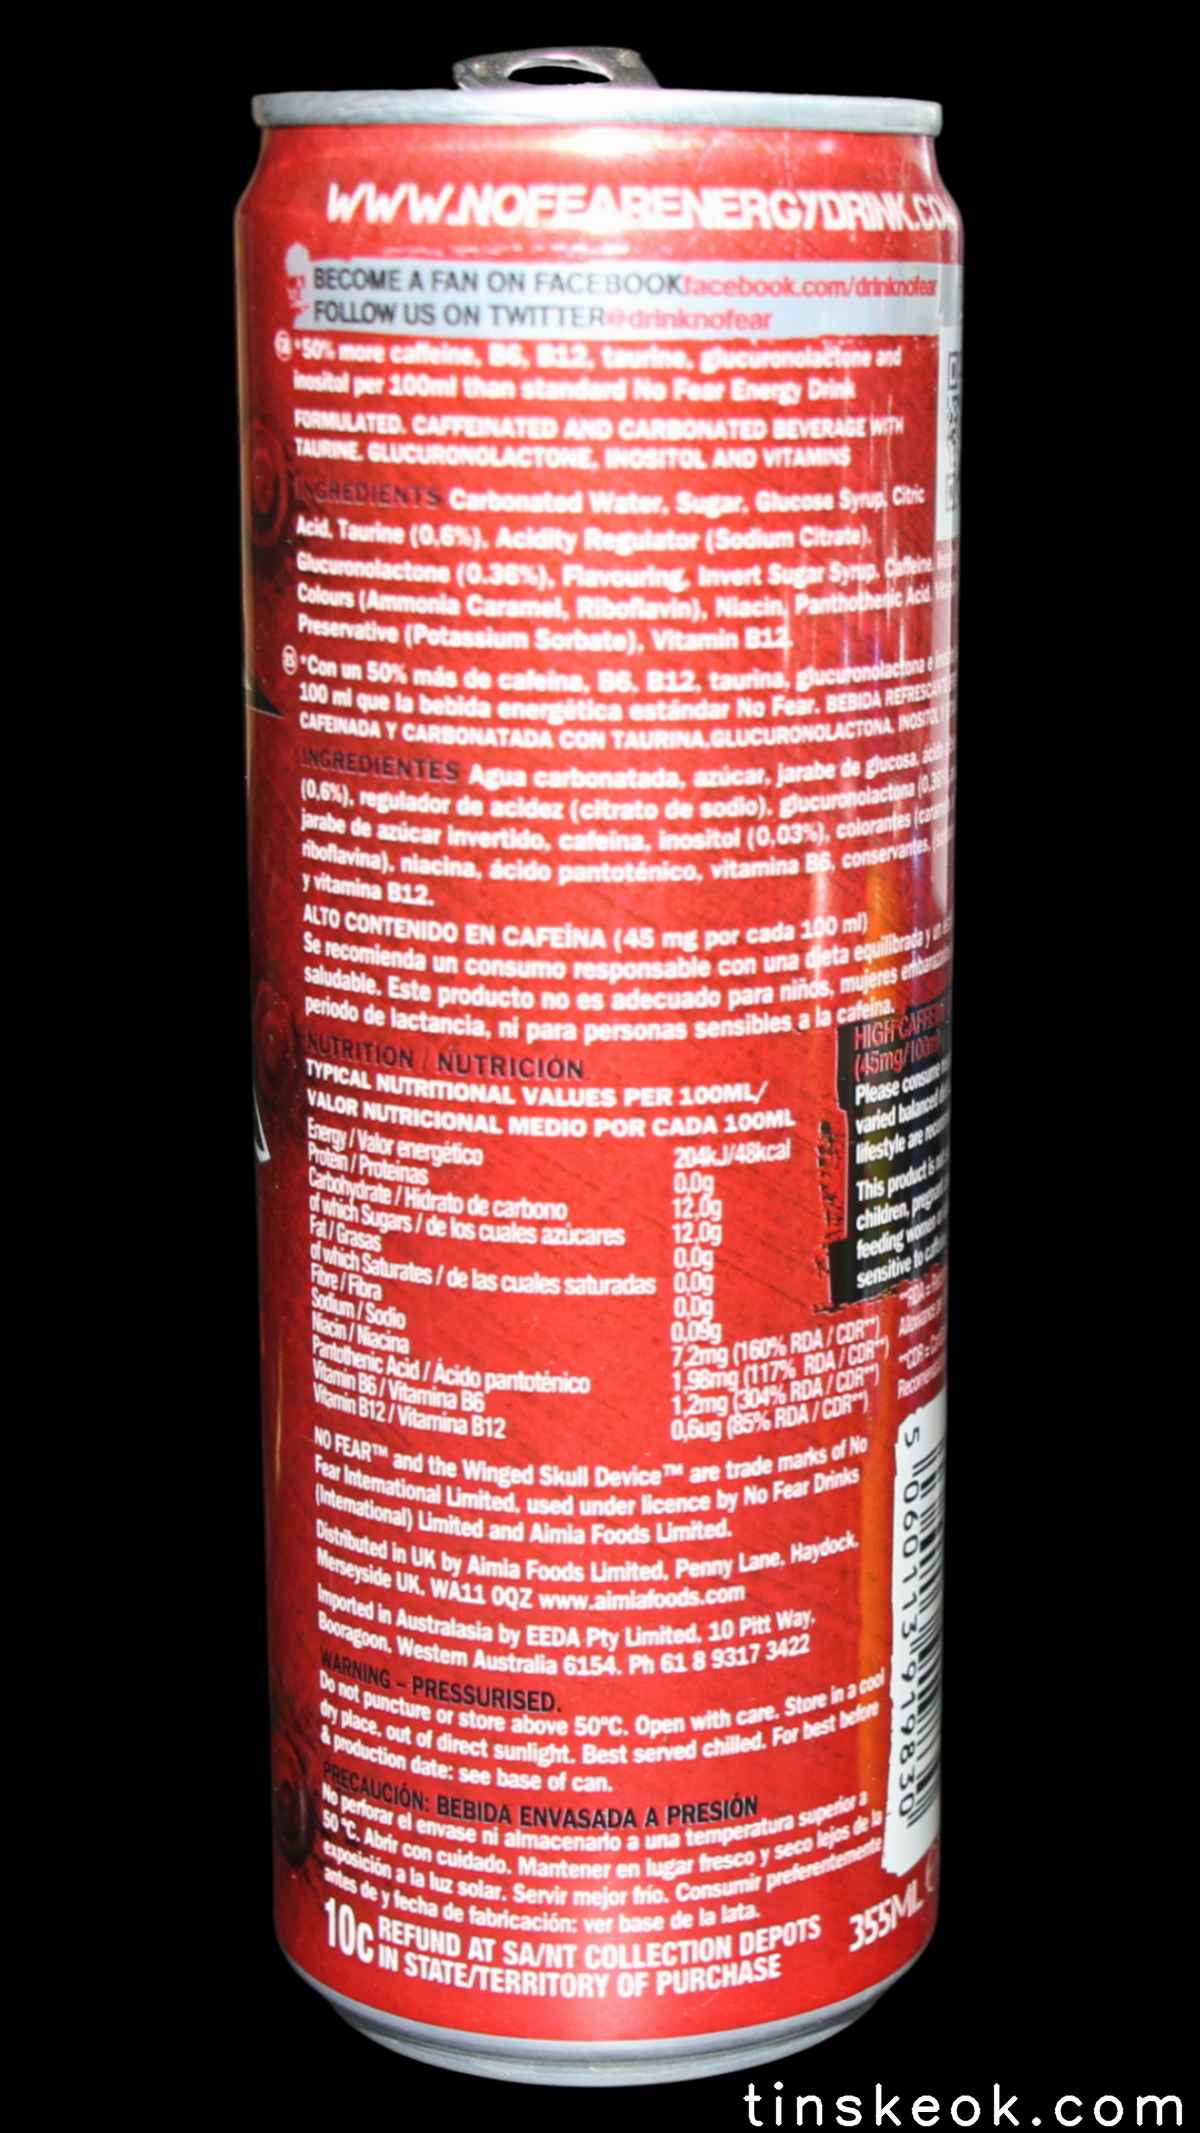 WWW.NOFEARENERGYDRINK.CO
BECOME A FAN ON FACEBOOK facebook.com/drinknofear
FOLLOW US ON TWITTER @drinknofear
*50% more caffeine, B6, B12, taurine, glucuronolactone and
inositol per 100ml than standard No Fear Energy Drink
FORMULATED, CAFFEINATED AND CARBONATED BEVERAGE WITH
TAURINE, GLUCURONOLACTONE, INOSITOL AND VITAMINS
INGREDIENTS Carbonated Water, Sugar, Glucose Syrup, Citric
Acid, Taurine (0.6%), Acidity Regulator (Sodium Citrate),
Glucuronolactone (0.36%), Flavouring, Invert Sugar Syrup, Caffeine,
Colours (Ammonia Caramel, Riboflavin), Niacin, Panthothenic Acid,
Preservative (Potassium Sorbate), Vitamin B12.
ES *Con un 50% más de cafeina, B6, B12, taurina, glucuronolactona e
100 ml que la bebida energética estándar No Fear. BEBIDA
CAFEINADA Y CARBONATADA CON TAURINA,GLUCURONOLACTONA,
INGREDIENTES Agua carbonatada, azúcar, jarabe de glucosa,
(0,6%), regulador de acidez (citrato de sodio), glucuronolactona
jarabe de azúcar invertido, cafeína, inositol (0,03%), colorantes
riboflavina), niacina, ácido pantoténico, vitamina B6, conservantes,
y vitamina B12.
ALTO CONTENIDO EN CAFEÍNA (45 mg por cada 100 ml)
Se recomienda un consumo responsable con una dieta equilibrada y un
saludable. Este producto no es adecuado para niños, mujeres
periodo de lactancia, ni para personas sensibles a la cafeína.
HIGH CAFFEIN
(45mg/100ml)
Please consume
varied balanced
lifestyle are
This product is
children,
feeding women
sensitive to
NUTRITION / NUTRICIÓN
TYPICAL NUTRITIONAL VALUES PER 100ML/
VALOR NUTRICIONAL MEDIO POR CADA 100ML
Energy / Valor energético 204kJ/48kcal
Protein / Proteinas 0,0g
Carbohydrate / Hidrato de carbono 12,0g
of which Sugars / de los cuales azúcares 12,0g
Fat / Grasas 0,0g
of which Saturates / de las cuales saturadas 0,0g
Fibre / Fibra 0,0g
Sodium / Sodio 0,09g
Niacin / Niacina 7,2mg (160% RDA / CDR**)
Pantothenic Acid / Ácido pantoténico 1,98mg (117% RDA / CDR**)
Vitamin B6 / Vitamina B6 1,2mg (304% RDA / CDR**)
Vitamin B12 / Vitamina B12 0,6ug (85% RDA / CDR**)
NO FEAR™ and the Winged Skull Device™ are trade marks of No
Fear International Limited, used under licence by No Fear Drinks
(International) Limited and Aimia Foods Limited.
Distributed in UK by Aimia Foods Limited, Penny Lane, Haydock,
Merseyside UK, WA11 0QZ www.aimiafoods.com
Imported in Australasia by EEDA Pty Limited, 10 Pitt Way,
Booragoon, Western Australia 6154. Ph 61 8 9317 3422
WARNING – PRESSURISED.
Do not puncture or store above 50°C. Open with care. Store in a cool
dry place, out of direct sunlight. Best served chilled. For best before
& production date: see base of can.
PRECAUCIÓN: BEBIDA ENVASADA A PRESIÓN
No perforar el envase ni almacenarlo a una temperatura superior a
50 °C. Abrir con cuidado. Mantener en lugar fresco y seco lejos de la
exposición a la luz solar. Servir mejor frío. Consumir preferentemente
antes de y fecha de fabricación: ver base de la lata.
10c REFUND AT SA/NT COLLECTION DEPOTS
IN STATE/TERRITORY OF PURCHASE
355ML
5 060113 919830
tinskeok.com